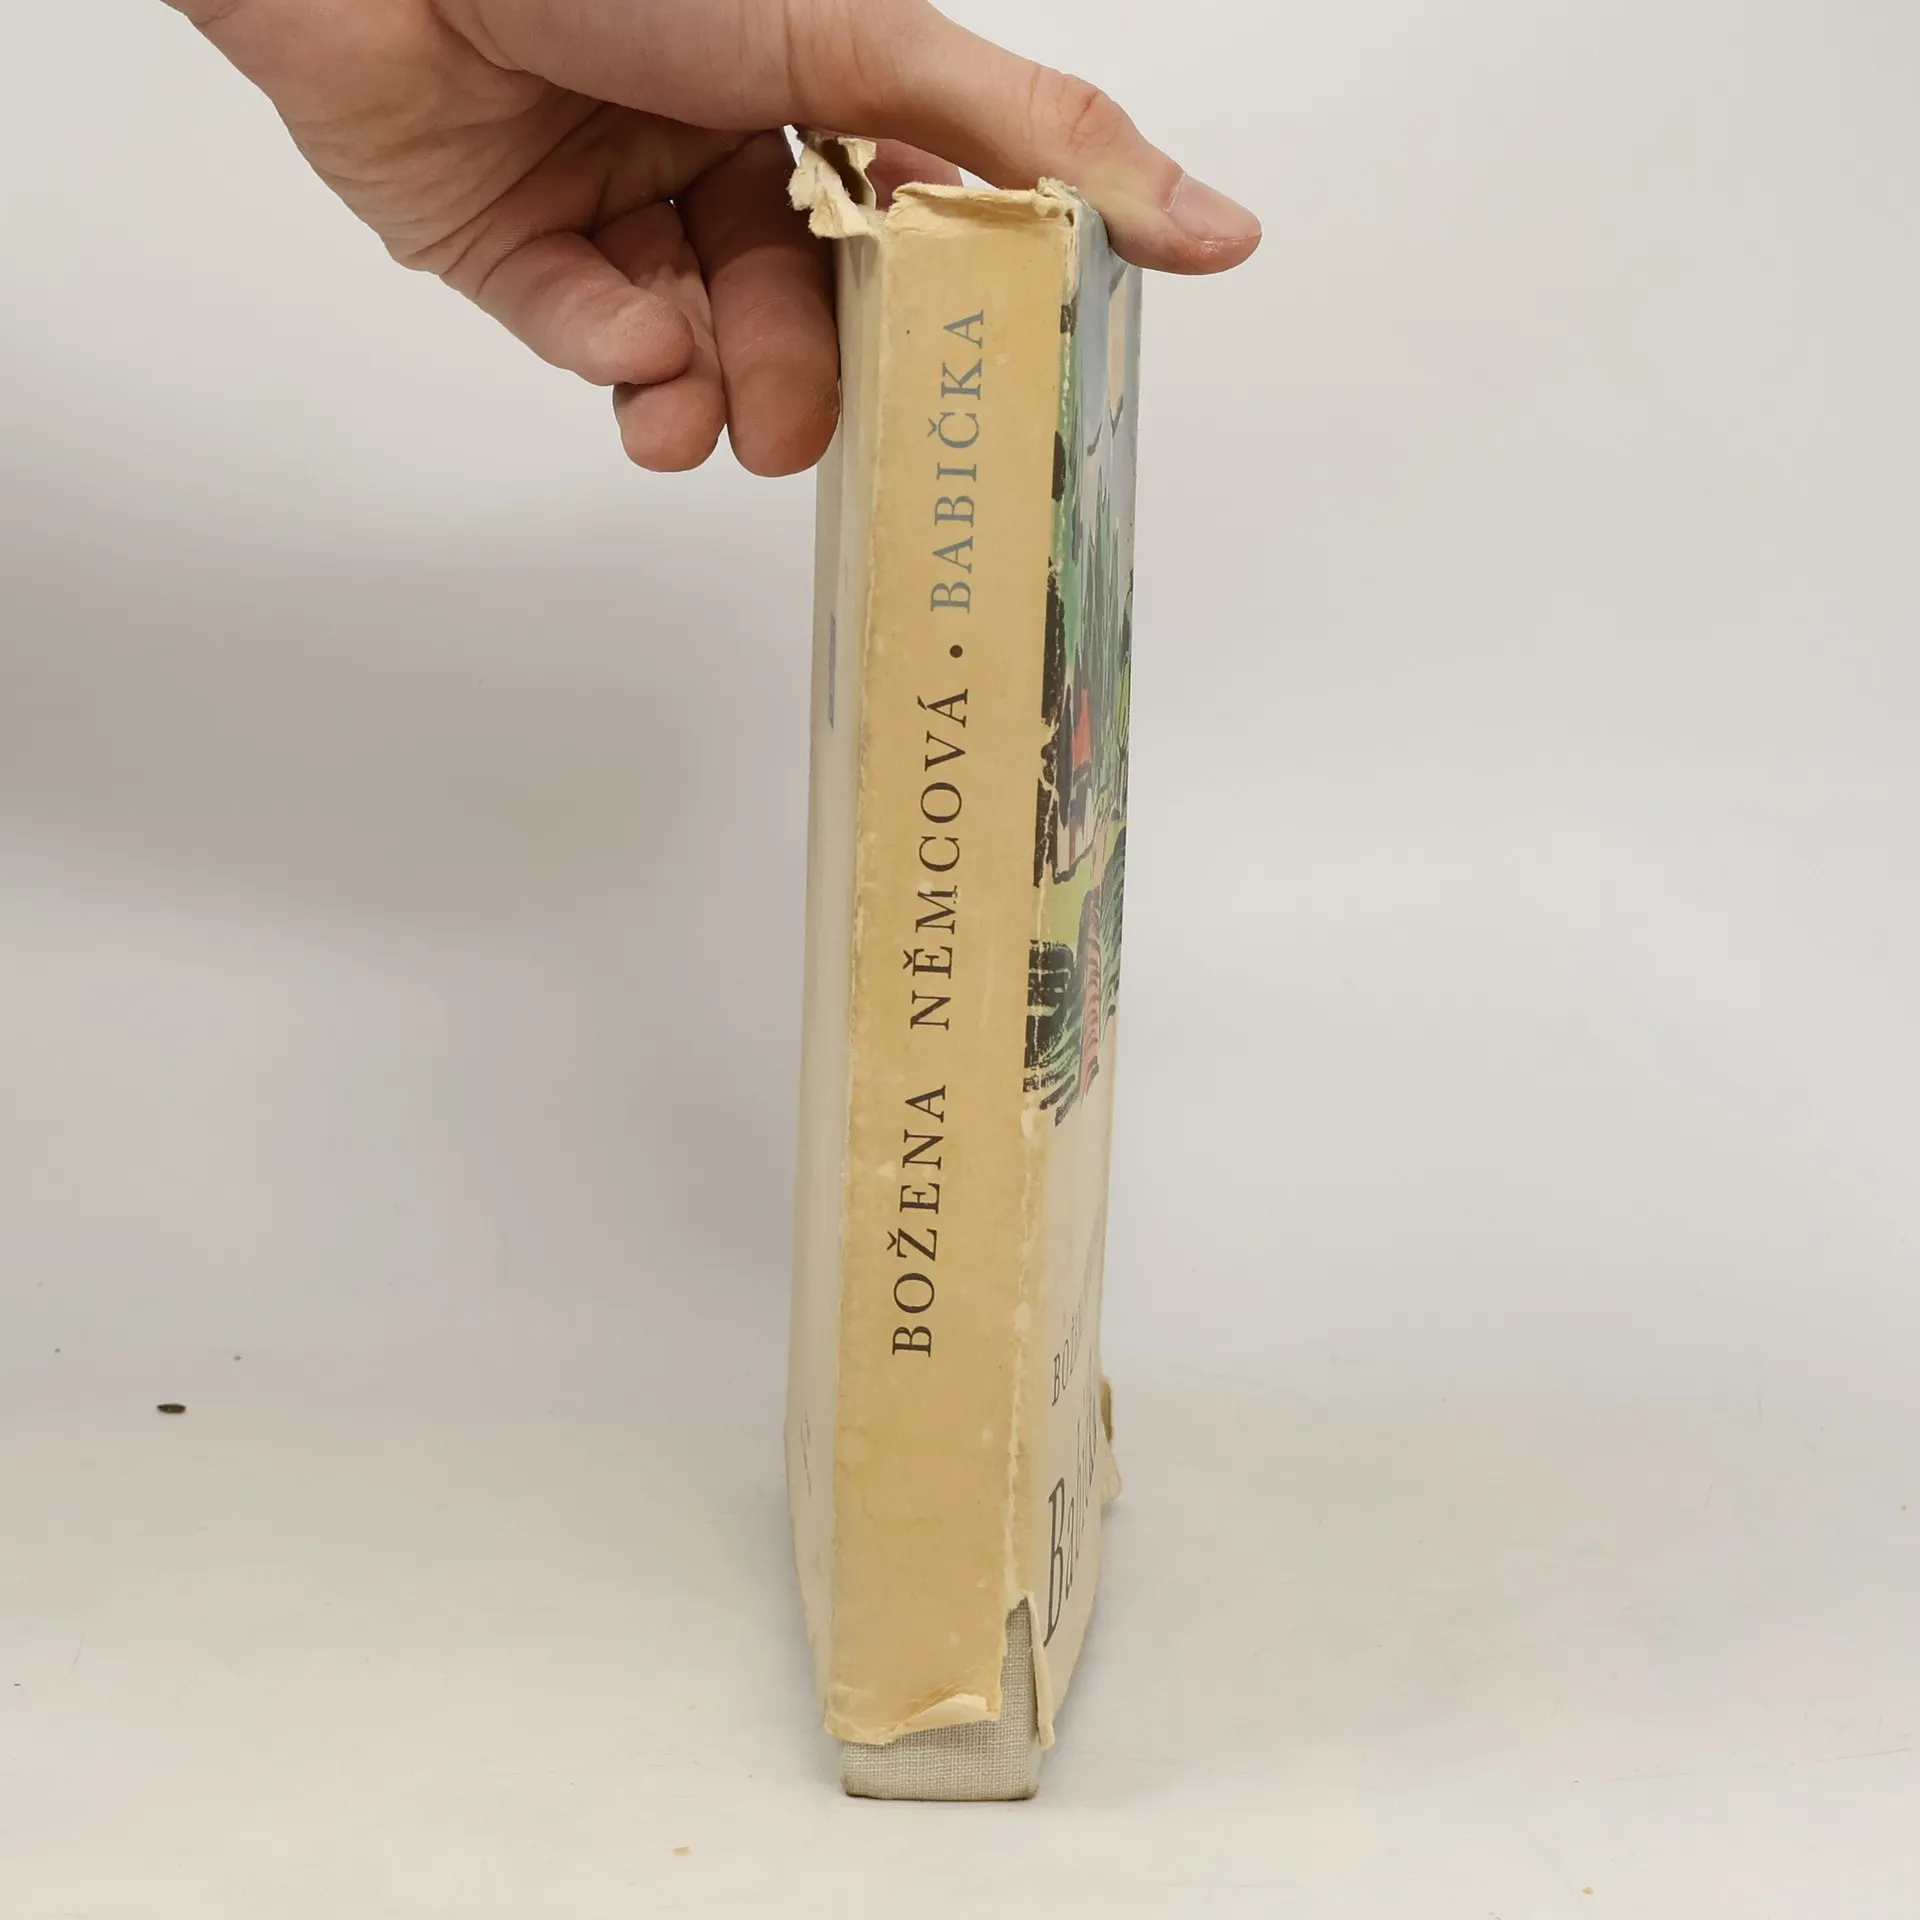 BOŽENA NĚMCOVÁ • BABIČKA